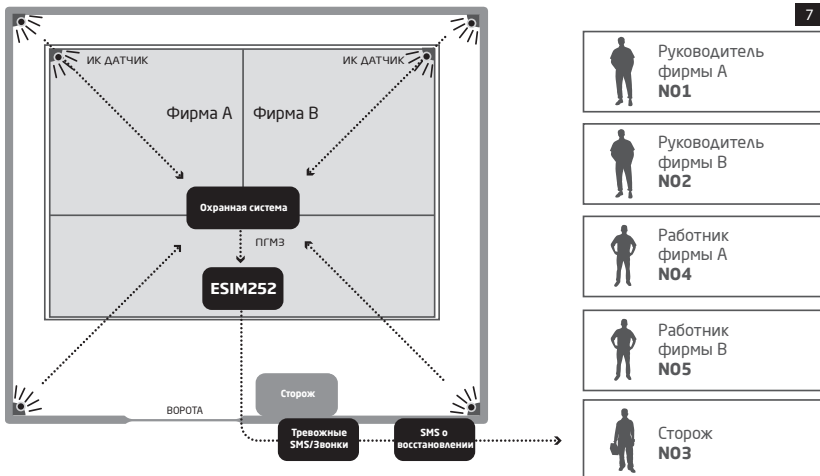 7
ИК ДАТЧИК
ИК ДАТЧИК
Фирма А
Фирма В
Охранная система
ПГМЗ
ESIM252
Сторож
ВОРОТА
Тревожные
SMS/Звонки
SMS о
восстановлении
Руководитель
фирмы А
NO1
Руководитель
фирмы В
NO2
Работник
фирмы А
NO4
Работник
фирмы В
NO5
Сторож
NO3